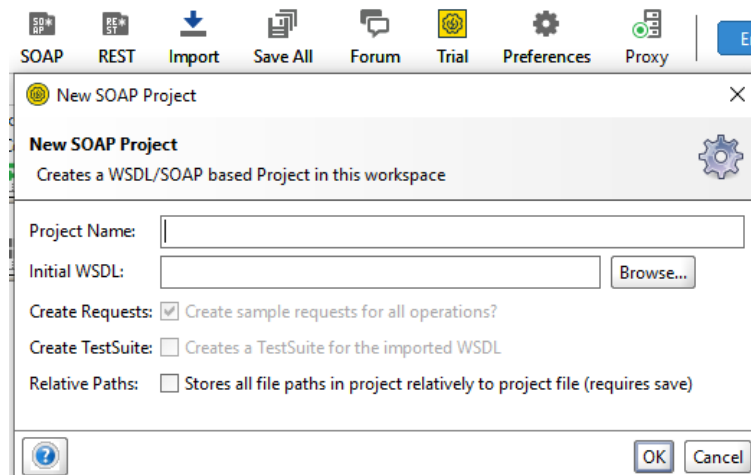 SOAP REST Import Save All Forum Trial Preferences Proxy
New SOAP Project
New SOAP Project
Creates a WSDL/SOAP based Project in this workspace
Project Name:
Initial WSDL: Browse...
Create Requests: Create sample requests for all operations?
Create TestSuite: Creates a TestSuite for the imported WSDL
Relative Paths: Stores all file paths in project relatively to project file (requires save)
OK Cancel